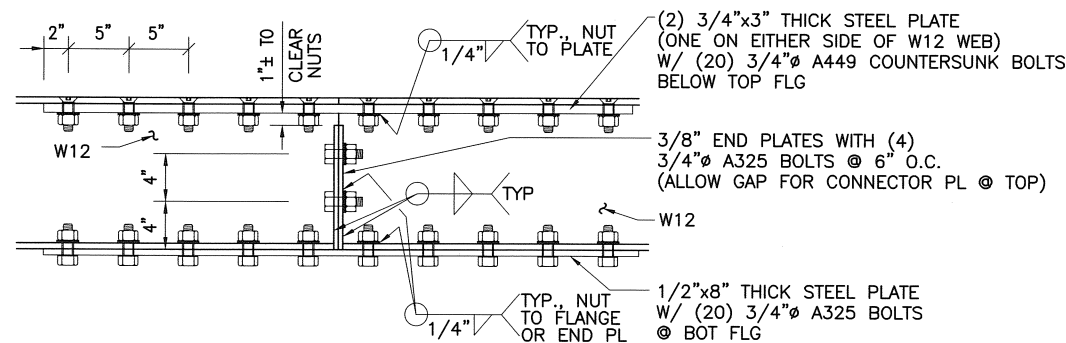 2" 5" 5"
1"± TO
CLEAR
NUTS
1/4"
TYP., NUT
TO PLATE
(2) 3/4"x3" THICK STEEL PLATE
(ONE ON EITHER SIDE OF W12 WEB)
W/ (20) 3/4"ø A449 COUNTERSUNK BOLTS
BELOW TOP FLG
W12
4"
4"
3/8" END PLATES WITH (4)
3/4"ø A325 BOLTS @ 6" O.C.
(ALLOW GAP FOR CONNECTOR PL @ TOP)
TYP
W12
1/4"
TYP., NUT
TO FLANGE
OR END PL
1/2"x8" THICK STEEL PLATE
W/ (20) 3/4"ø A325 BOLTS
@ BOT FLG